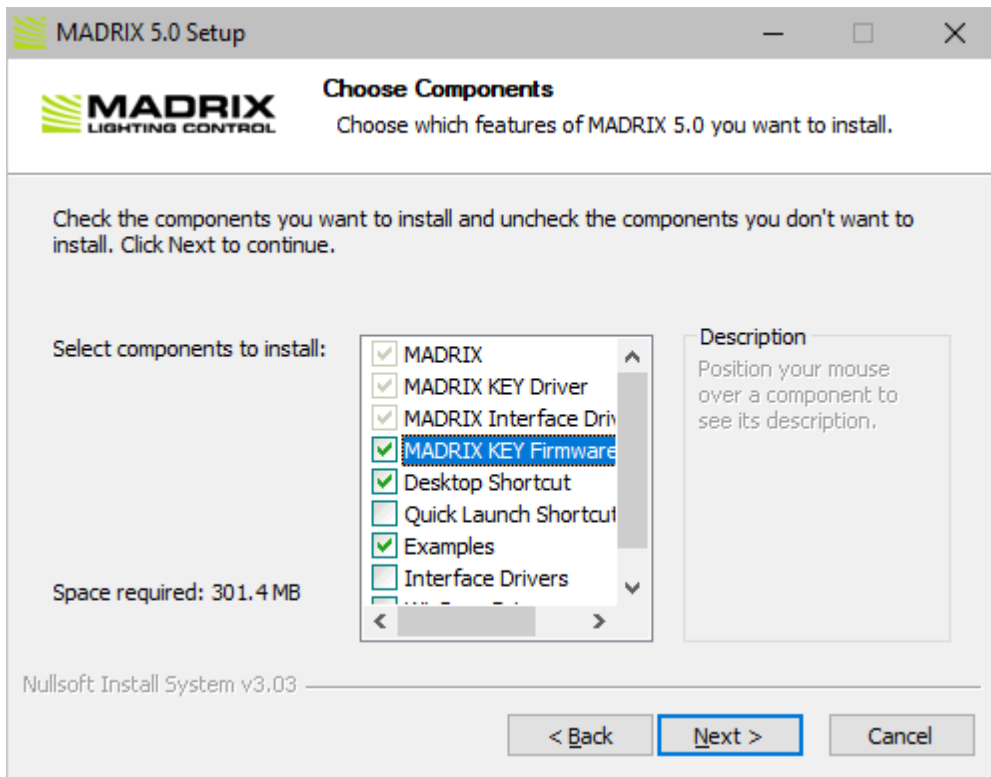 MADRIX 5.0 Setup
MADRIX
LIGHTING CONTROL
Choose Components
Choose which features of MADRIX 5.0 you want to install.
Check the components you want to install and uncheck the components you don't want to
install. Click Next to continue.
Select components to install:
MADRIX
MADRIX KEY Driver
MADRIX Interface Driv
MADRIX KEY Firmware
Desktop Shortcut
Quick Launch Shortcut
Examples
Interface Drivers
Description
Position your mouse
over a component to
see its description.
Space required: 301.4 MB
Nullsoft Install System v3.03
< Back
Next >
Cancel